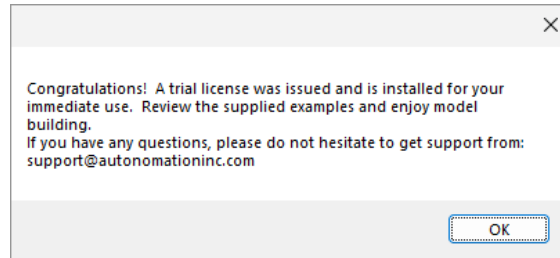 Congratulations!  A trial license was issued and is installed for your
immediate use.  Review the supplied examples and enjoy model
building.
If you have any questions, please do not hesitate to get support from:
support@autonomationinc.com
OK